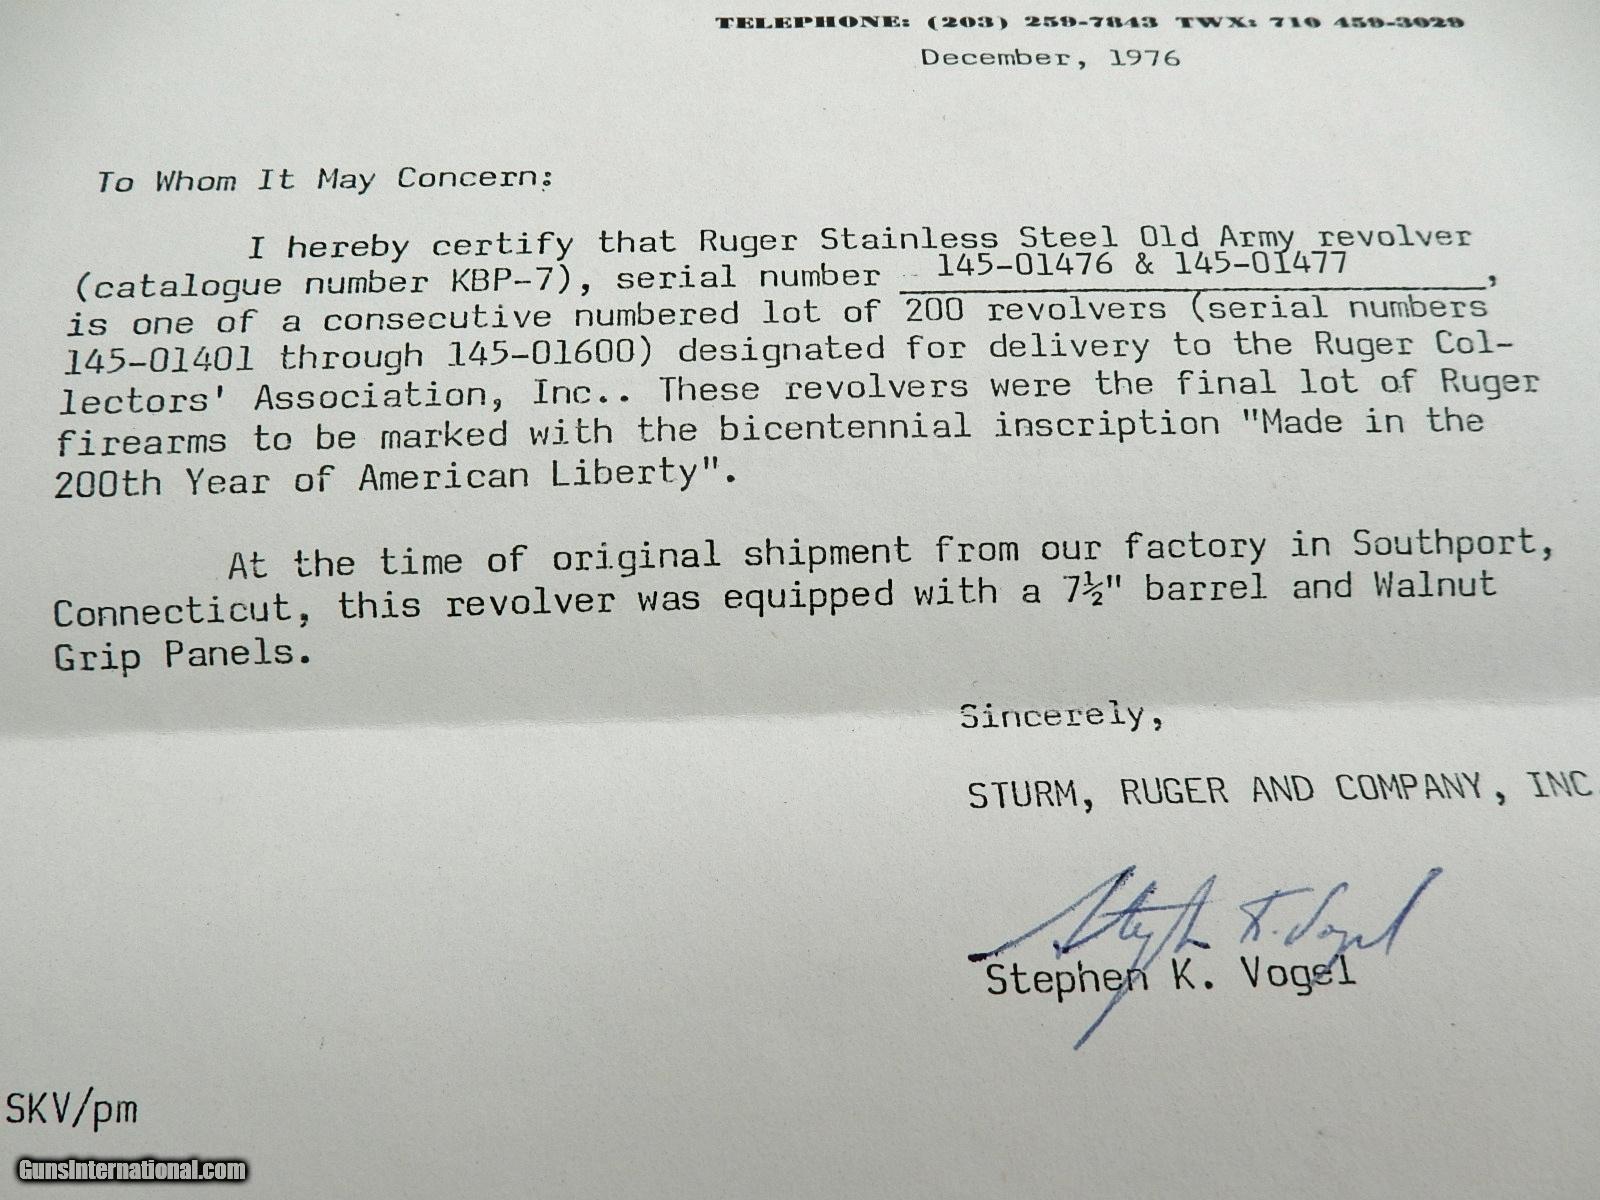 TELEPHONE: (203) 259-7843 TWX: 710 459-3029
December, 1976
To Whom It May Concern:
I hereby certify that Ruger Stainless Steel Old Army revolver
(catalogue number KBP-7), serial number 145-01476 & 145-01477,
is one of a consecutive numbered lot of 200 revolvers (serial numbers
145-01401 through 145-01600) designated for delivery to the Ruger Col-
lectors' Association, Inc.. These revolvers were the final lot of Ruger
firearms to be marked with the bicentennial inscription "Made in the
200th Year of American Liberty".
At the time of original shipment from our factory in Southport,
Connecticut, this revolver was equipped with a 7½" barrel and Walnut
Grip Panels.
Sincerely,
STURM, RUGER AND COMPANY, INC.
Stephen K. Vogel
Stephen K. Vogel
SKV/pm
GunsInternational.com